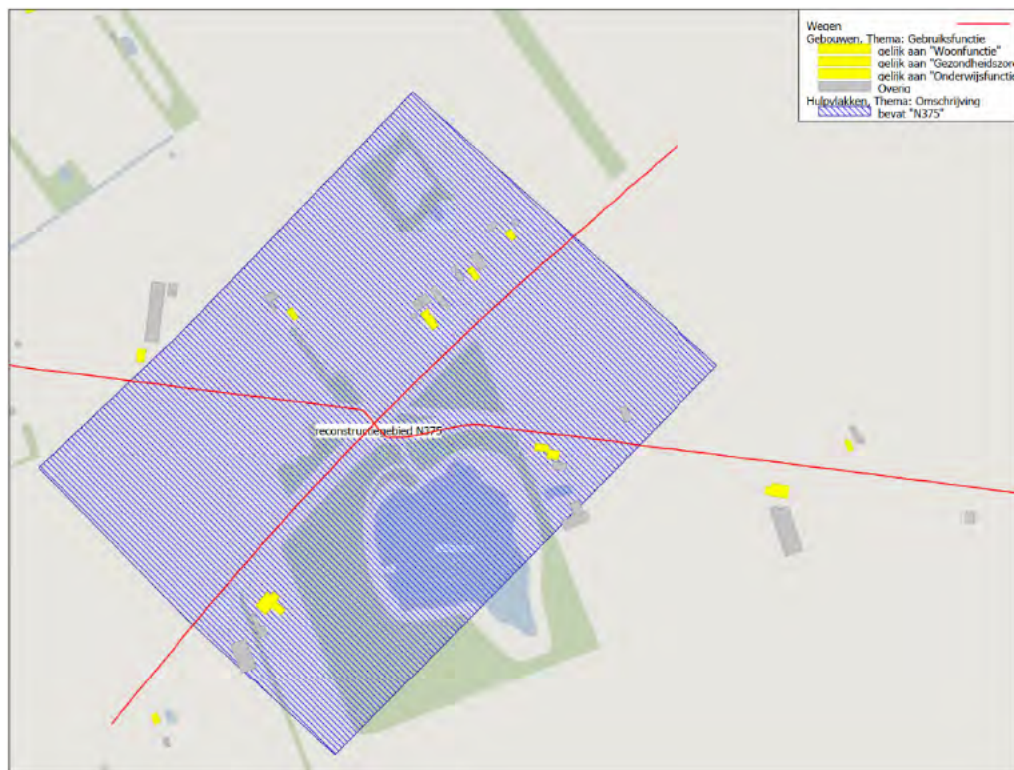 Wegen
Gebouwen, Thema: Gebruiksfunctie
gelijk aan "Woonfunctie"
gelijk aan "Gezondheidszorg
gelijk aan "Onderwijsfunctie
Overig
Hulpvlakken, Thema: Omschrijving
bevat "N375"
reconstructiegebied N375